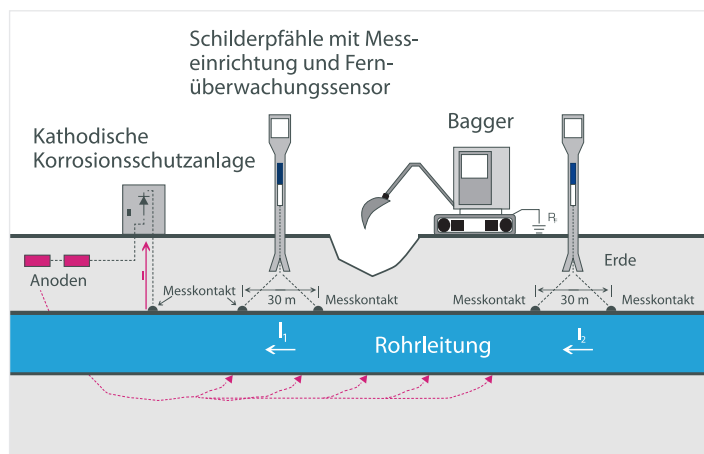 Schilderpfähle mit Mess-
einrichtung und Fern-
überwachungssensor
Kathodische
Korrosionsschutzanlage
Bagger
Anoden
I
Messkontakt
30 m
Messkontakt
Messkontakt
30 m
Messkontakt
Erde
I₁
Rohrleitung
I₂